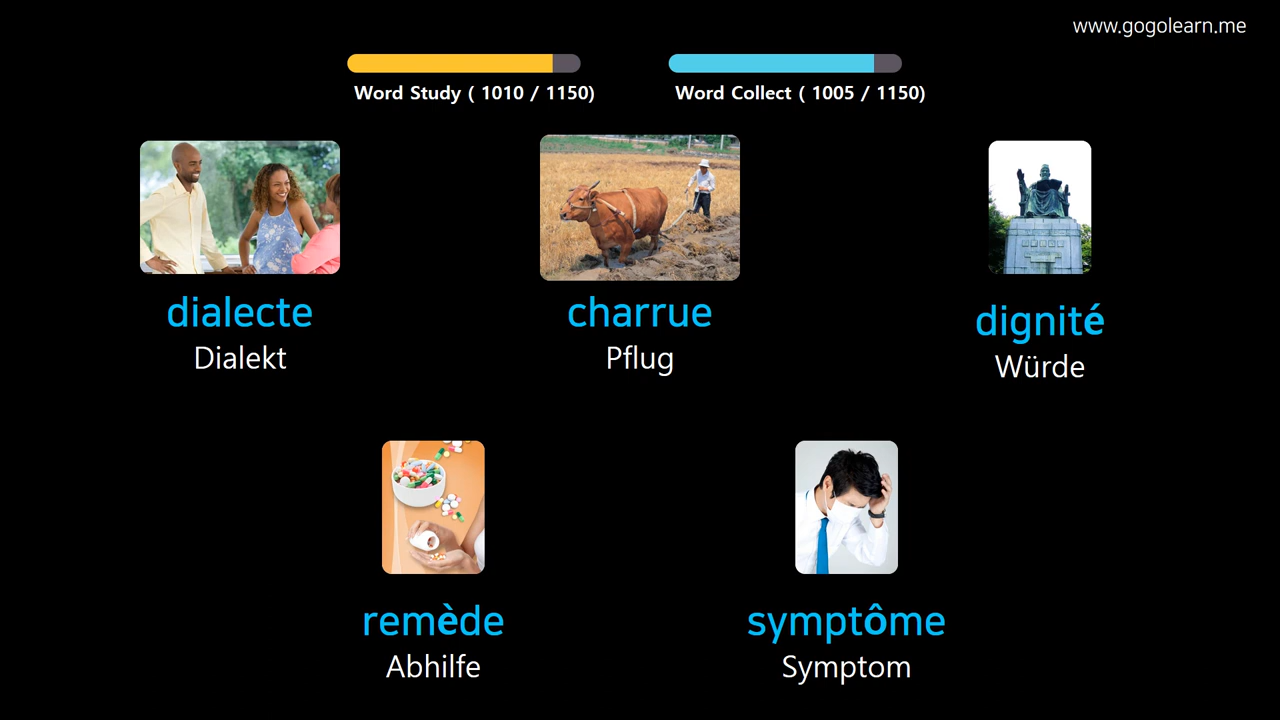 www.gogolearn.me
Word Study ( 1010 / 1150)
Word Collect ( 1005 / 1150)
dialecte
Dialekt
charrue
Pflug
dignité
Würde
remède
Abhilfe
symptôme
Symptom